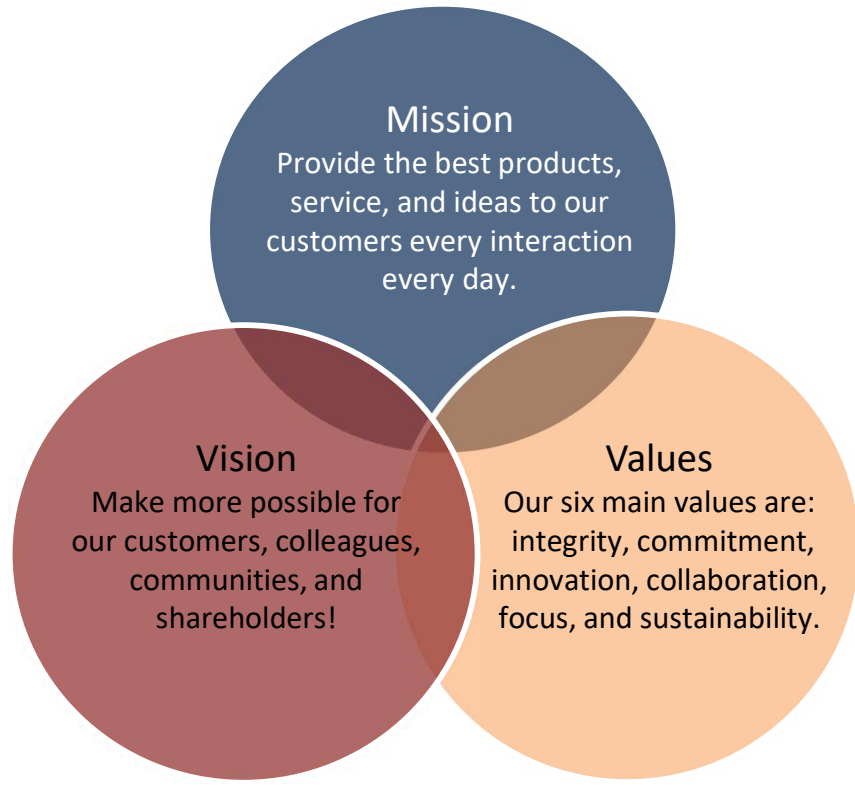 Mission
Provide the best products,
service, and ideas to our
customers every interaction
every day.
Vision
Make more possible for
our customers, colleagues,
communities, and
shareholders!
Values
Our six main values are:
integrity, commitment,
innovation, collaboration,
focus, and sustainability.